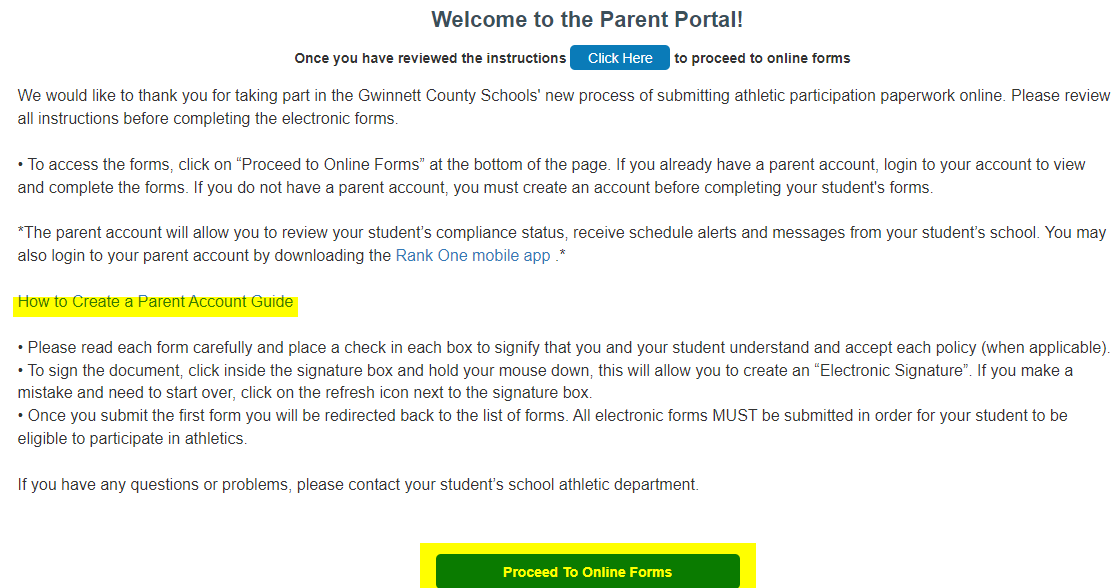 Welcome to the Parent Portal!
Once you have reviewed the instructions Click Here to proceed to online forms
We would like to thank you for taking part in the Gwinnett County Schools' new process of submitting athletic participation paperwork online. Please review
all instructions before completing the electronic forms.
• To access the forms, click on “Proceed to Online Forms” at the bottom of the page. If you already have a parent account, login to your account to view
and complete the forms. If you do not have a parent account, you must create an account before completing your student's forms.
*The parent account will allow you to review your student’s compliance status, receive schedule alerts and messages from your student’s school. You may
also login to your parent account by downloading the Rank One mobile app .*
How to Create a Parent Account Guide
• Please read each form carefully and place a check in each box to signify that you and your student understand and accept each policy (when applicable).
• To sign the document, click inside the signature box and hold your mouse down, this will allow you to create an “Electronic Signature”. If you make a
mistake and need to start over, click on the refresh icon next to the signature box.
• Once you submit the first form you will be redirected back to the list of forms. All electronic forms MUST be submitted in order for your student to be
eligible to participate in athletics.
If you have any questions or problems, please contact your student’s school athletic department.
Proceed To Online Forms